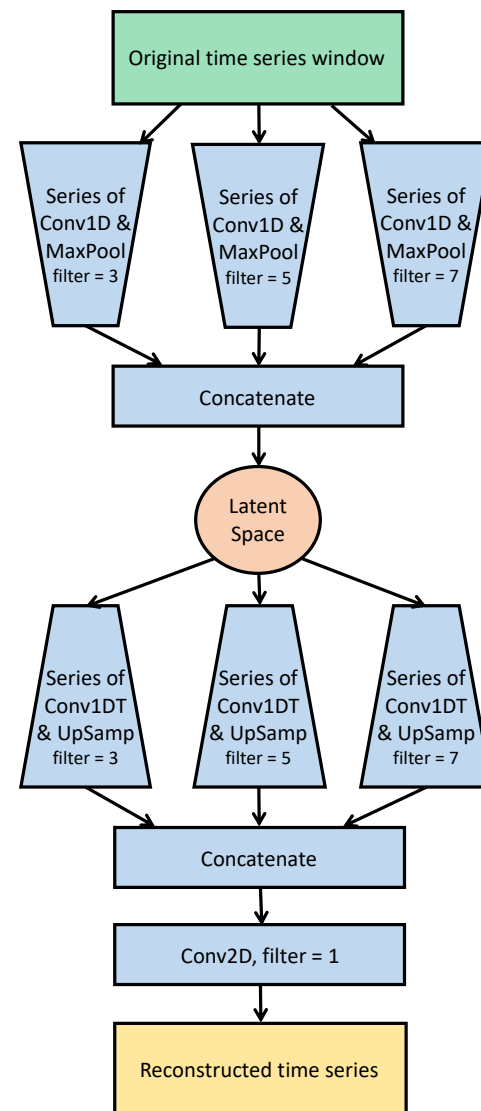 Original time series window
Series of
Conv1D &
MaxPool
filter = 3
Series of
Conv1D &
MaxPool
filter = 5
Series of
Conv1D &
MaxPool
filter = 7
Concatenate
Latent
Space
Series of
Conv1DT
& UpSamp
filter = 3
Series of
Conv1DT
& UpSamp
filter = 5
Series of
Conv1DT
& UpSamp
filter = 7
Concatenate
Conv2D, filter = 1
Reconstructed time series